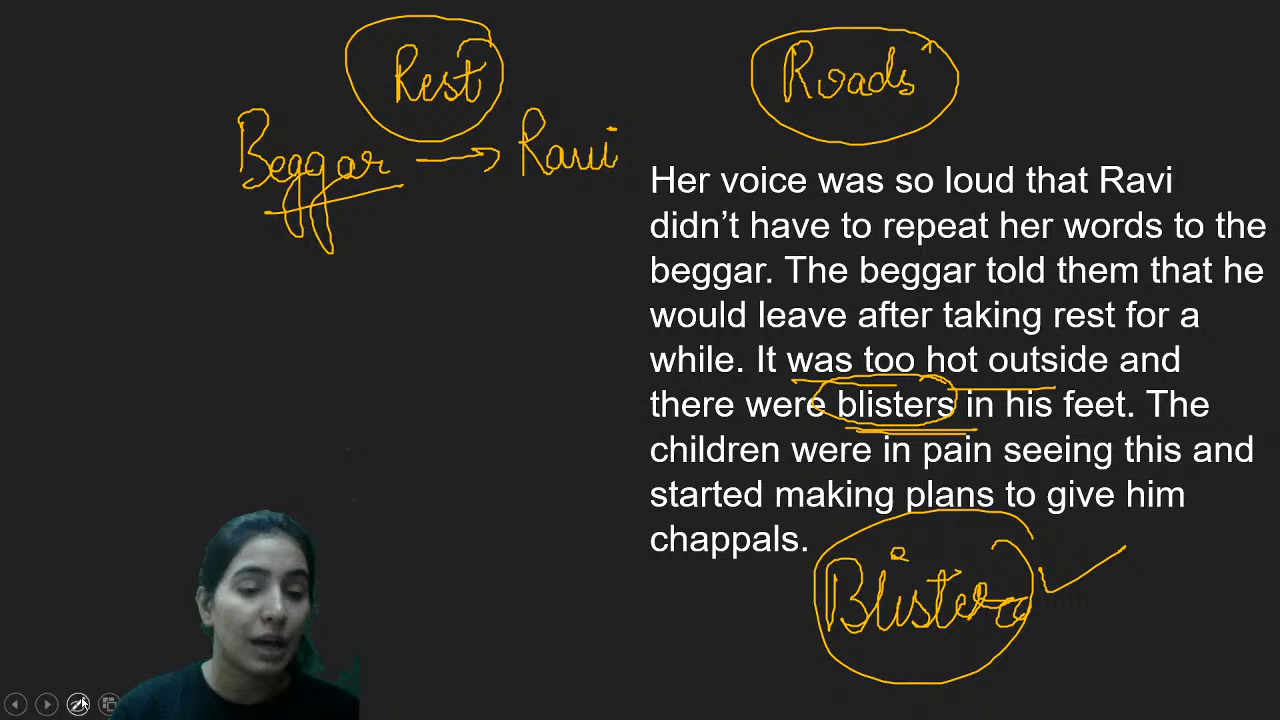 Rest
Roads
Beggar → Ravi
Her voice was so loud that Ravi
didn't have to repeat her words to the
beggar. The beggar told them that he
would leave after taking rest for a
while. It was too hot outside and
there were blisters in his feet. The
children were in pain seeing this and
started making plans to give him
chappals.
Blisters